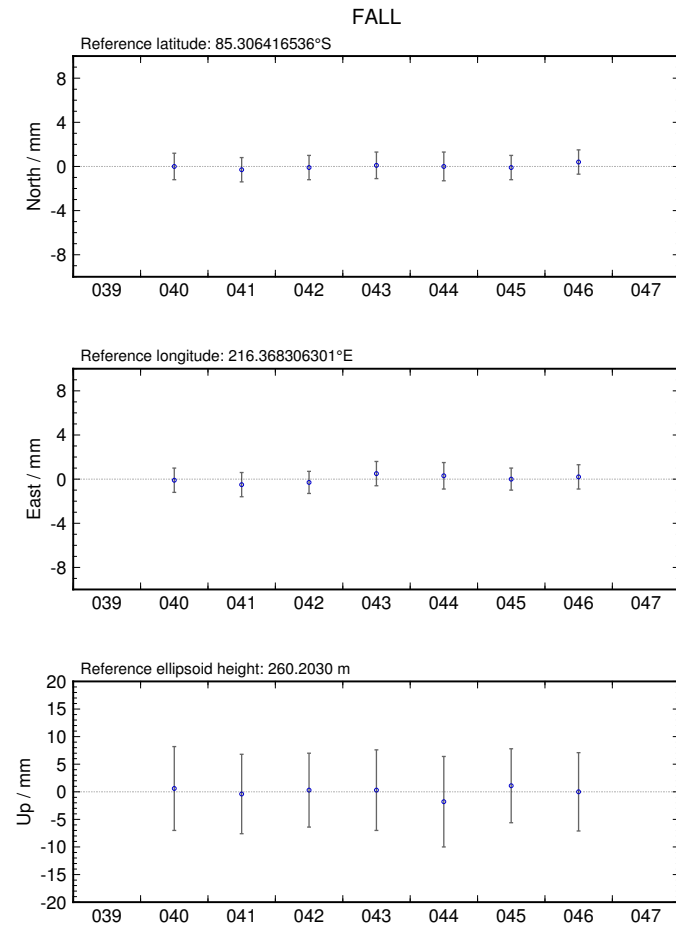 FALL
Reference latitude: 85.306416536°S
8
4
0
-4
-8
North / mm
039 040 041 042 043 044 045 046 047
Reference longitude: 216.368306301°E
8
4
0
-4
-8
East / mm
039 040 041 042 043 044 045 046 047
Reference ellipsoid height: 260.2030 m
20
15
10
5
0
-5
-10
-15
-20
Up / mm
039 040 041 042 043 044 045 046 047